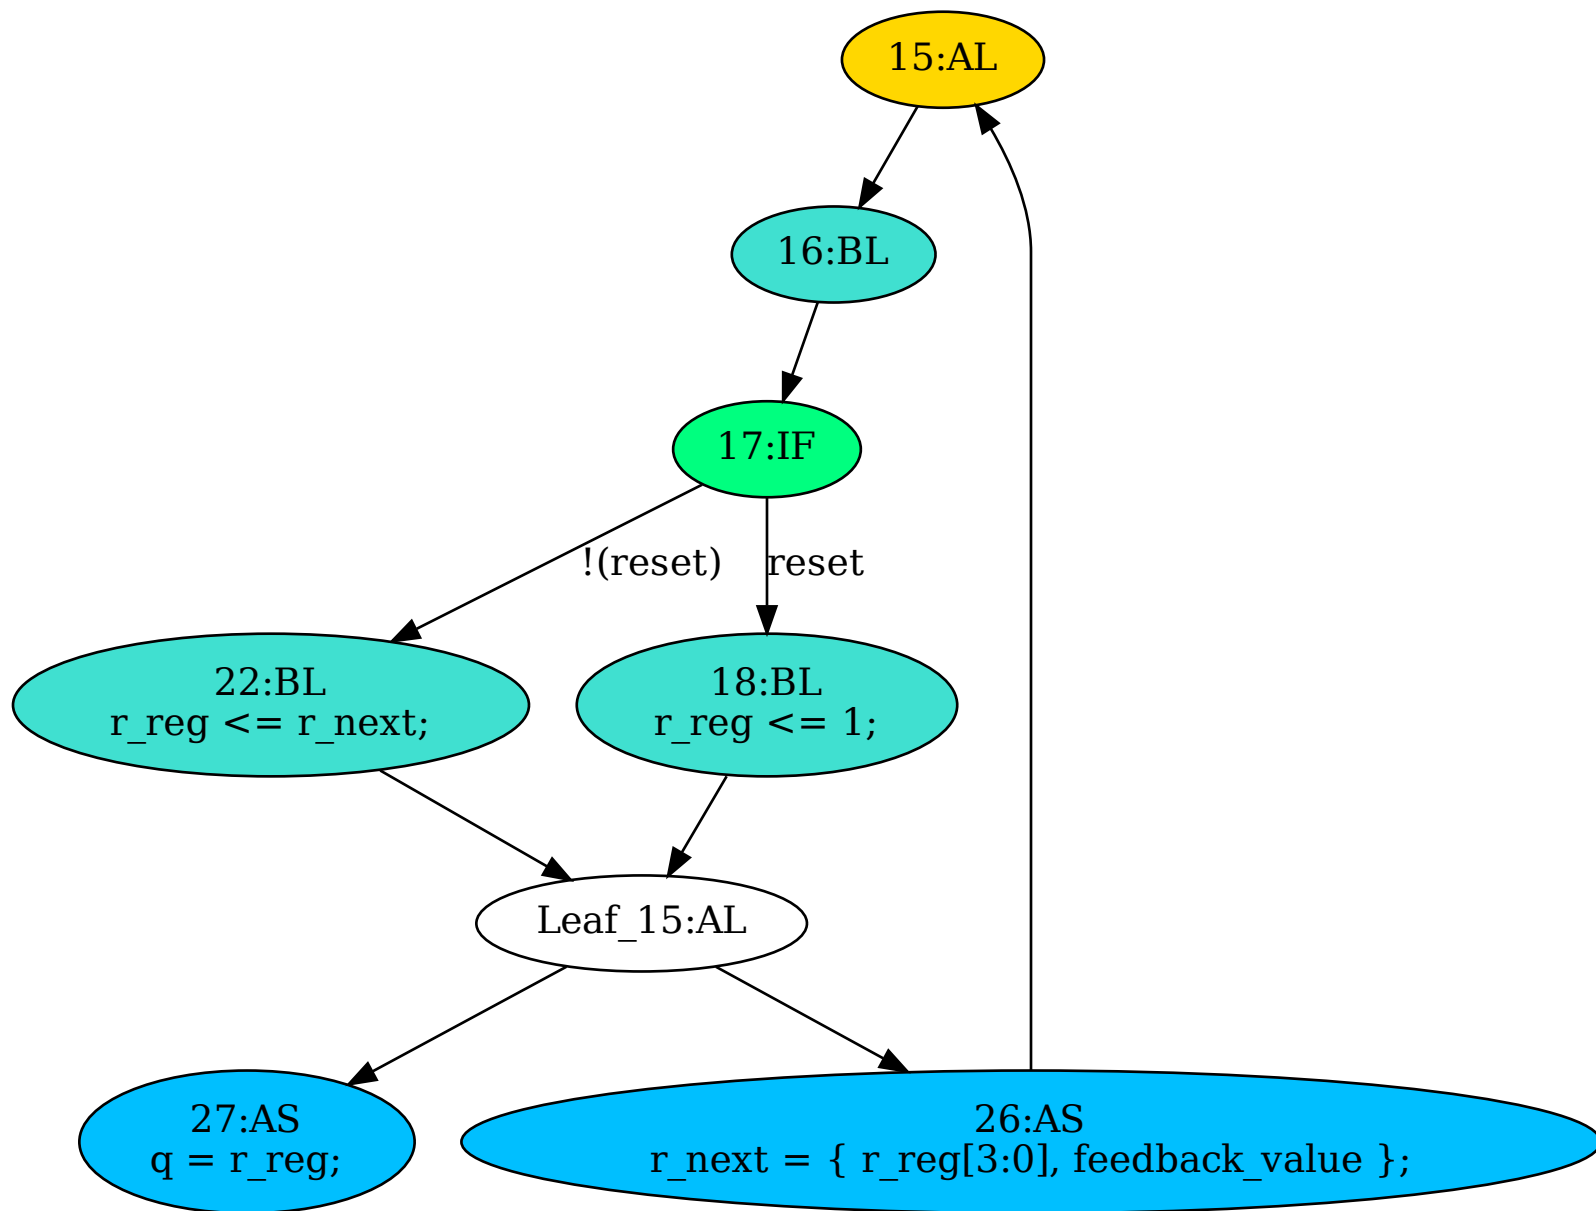 15:AL
16:BL
17:IF
!(reset)
reset
22:BL
r_reg <= r_next;
18:BL
r_reg <= 1;
Leaf_15:AL
27:AS
q = r_reg;
26:AS
r_next = { r_reg[3:0], feedback_value };